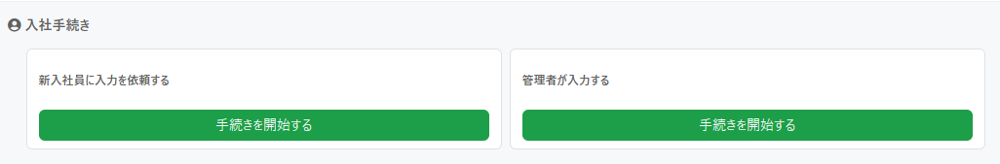 入社手続き
新入社員に入力を依頼する
手続きを開始する
管理者が入力する
手続きを開始する